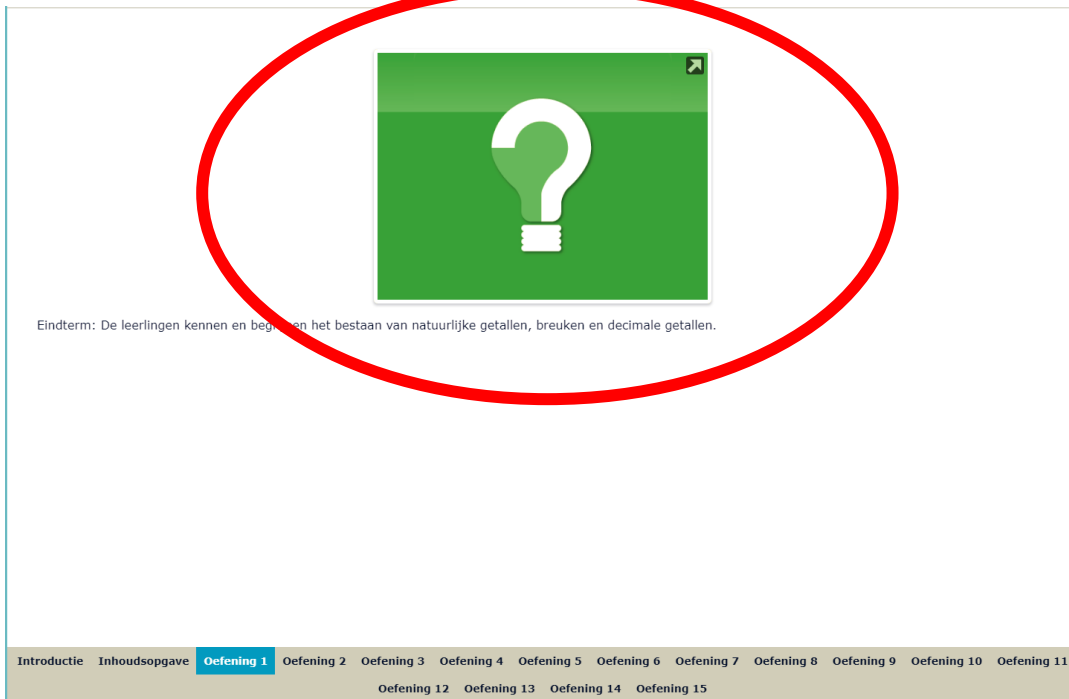 Eindterm: De leerlingen kennen en begrijpen het bestaan van natuurlijke getallen, breuken en decimale getallen.
Introductie Inhoudsopgave Oefening 1 Oefening 2 Oefening 3 Oefening 4 Oefening 5 Oefening 6 Oefening 7 Oefening 8 Oefening 9 Oefening 10 Oefening 11
Oefening 12 Oefening 13 Oefening 14 Oefening 15